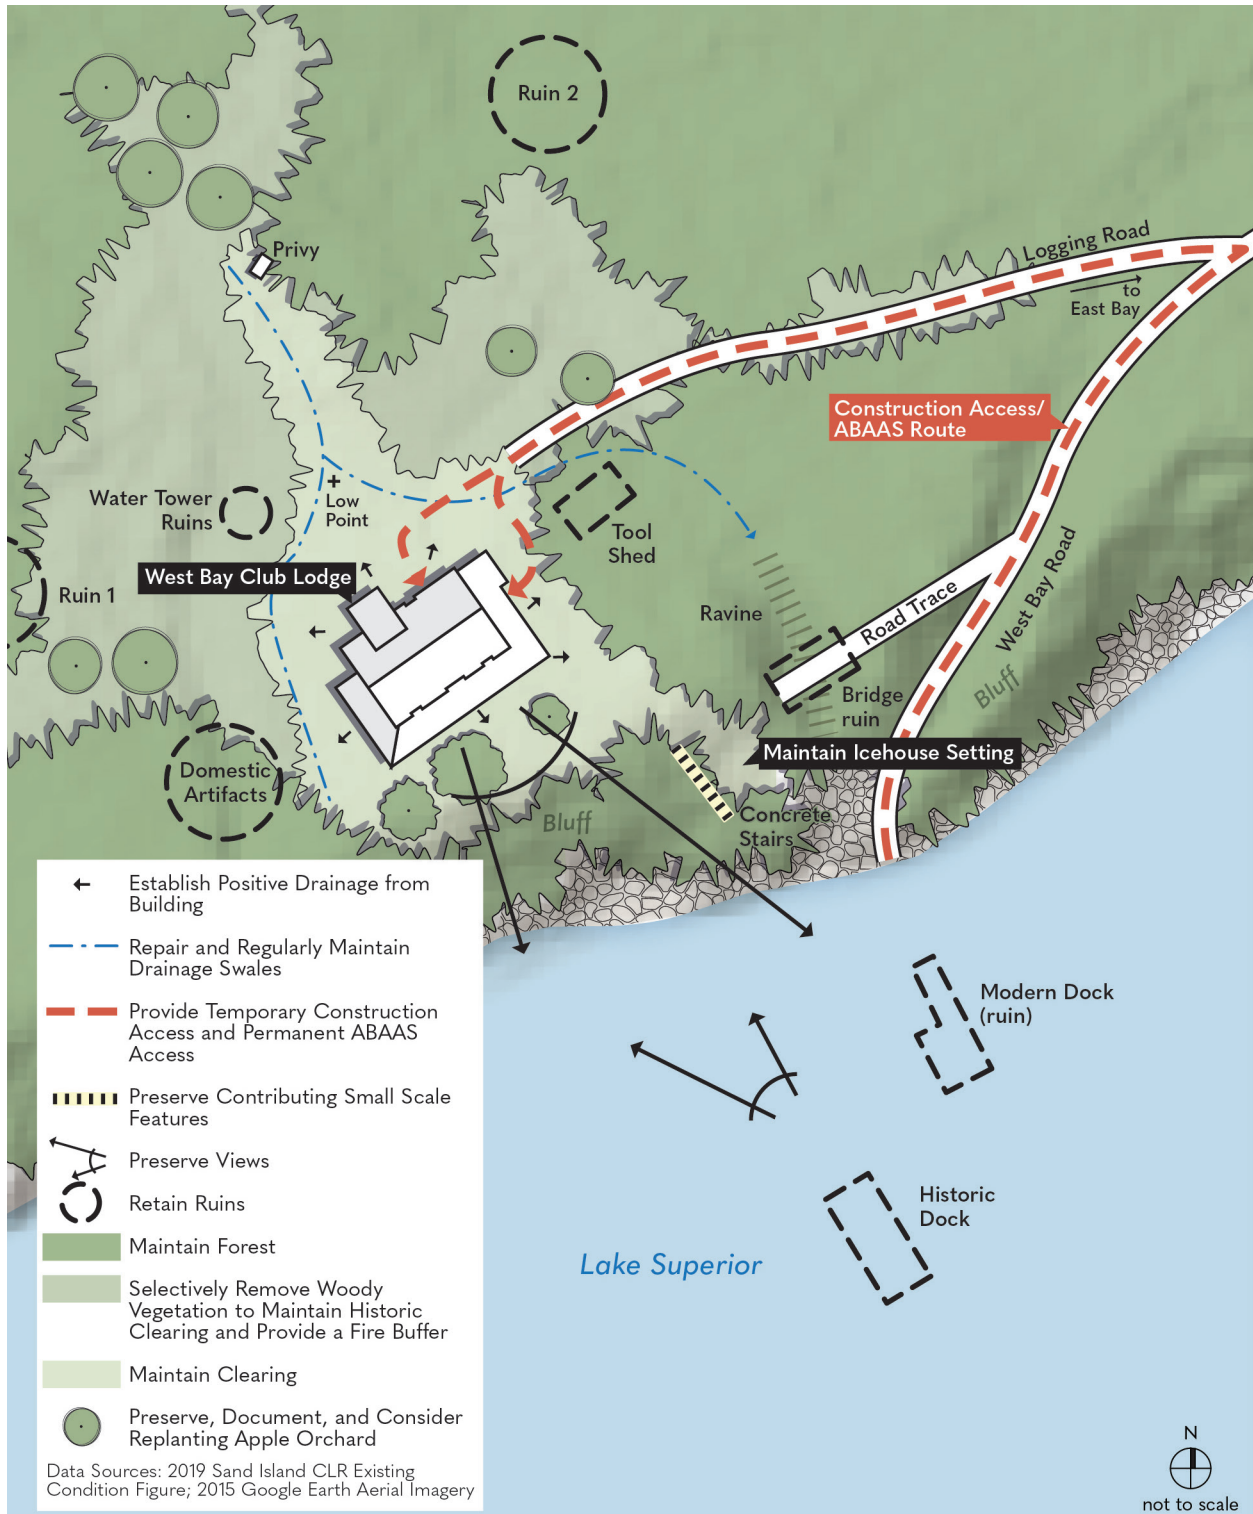 Ruin 2
Privy
Logging Road
to
East Bay
Construction Access/
ABAAS Route
Water Tower
Ruins
+
Low
Point
Tool
Shed
West Bay Club Lodge
Ruin 1
Ravine
Road Trace
West Bay Road
Bluff
Bridge
ruin
Maintain Icehouse Setting
Domestic
Artifacts
Bluff
Concrete
Stairs
Establish Positive Drainage from
Building
Repair and Regularly Maintain
Drainage Swales
Provide Temporary Construction
Access and Permanent ABAAS
Access
Preserve Contributing Small Scale
Features
Preserve Views
Retain Ruins
Maintain Forest
Selectively Remove Woody
Vegetation to Maintain Historic
Clearing and Provide a Fire Buffer
Maintain Clearing
Preserve, Document, and Consider
Replanting Apple Orchard
Data Sources: 2019 Sand Island CLR Existing
Condition Figure; 2015 Google Earth Aerial Imagery
Modern Dock
(ruin)
Historic
Dock
Lake Superior
N
not to scale